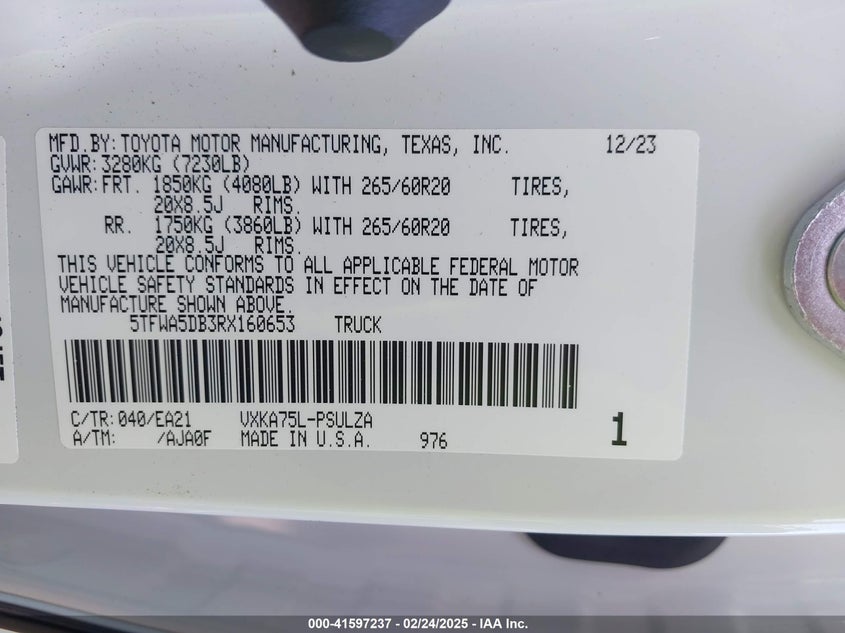 MFD.BY: TOYOTA MOTOR MANUFACTURING, TEXAS, INC. 12/23
GVWR: 3280KG (7230LB)
GAWR: FRT. 1850KG (4080LB) WITH 265/60R20 TIRES,
20X8.5J RIMS.
RR. 1750KG (3860LB) WITH 265/60R20 TIRES,
20X8.5J RIMS.
THIS VEHICLE CONFORMS TO ALL APPLICABLE FEDERAL MOTOR
VEHICLE SAFETY STANDARDS IN EFFECT ON THE DATE OF
MANUFACTURE SHOWN ABOVE.
5TFWA5DB3RX160653 TRUCK
C/TR: 040/EA21 VXKA75L-PSULZA
A/TM: /AJA0F MADE IN U.S.A. 976 1
000-41597237 - 02/24/2025 - IAA Inc.